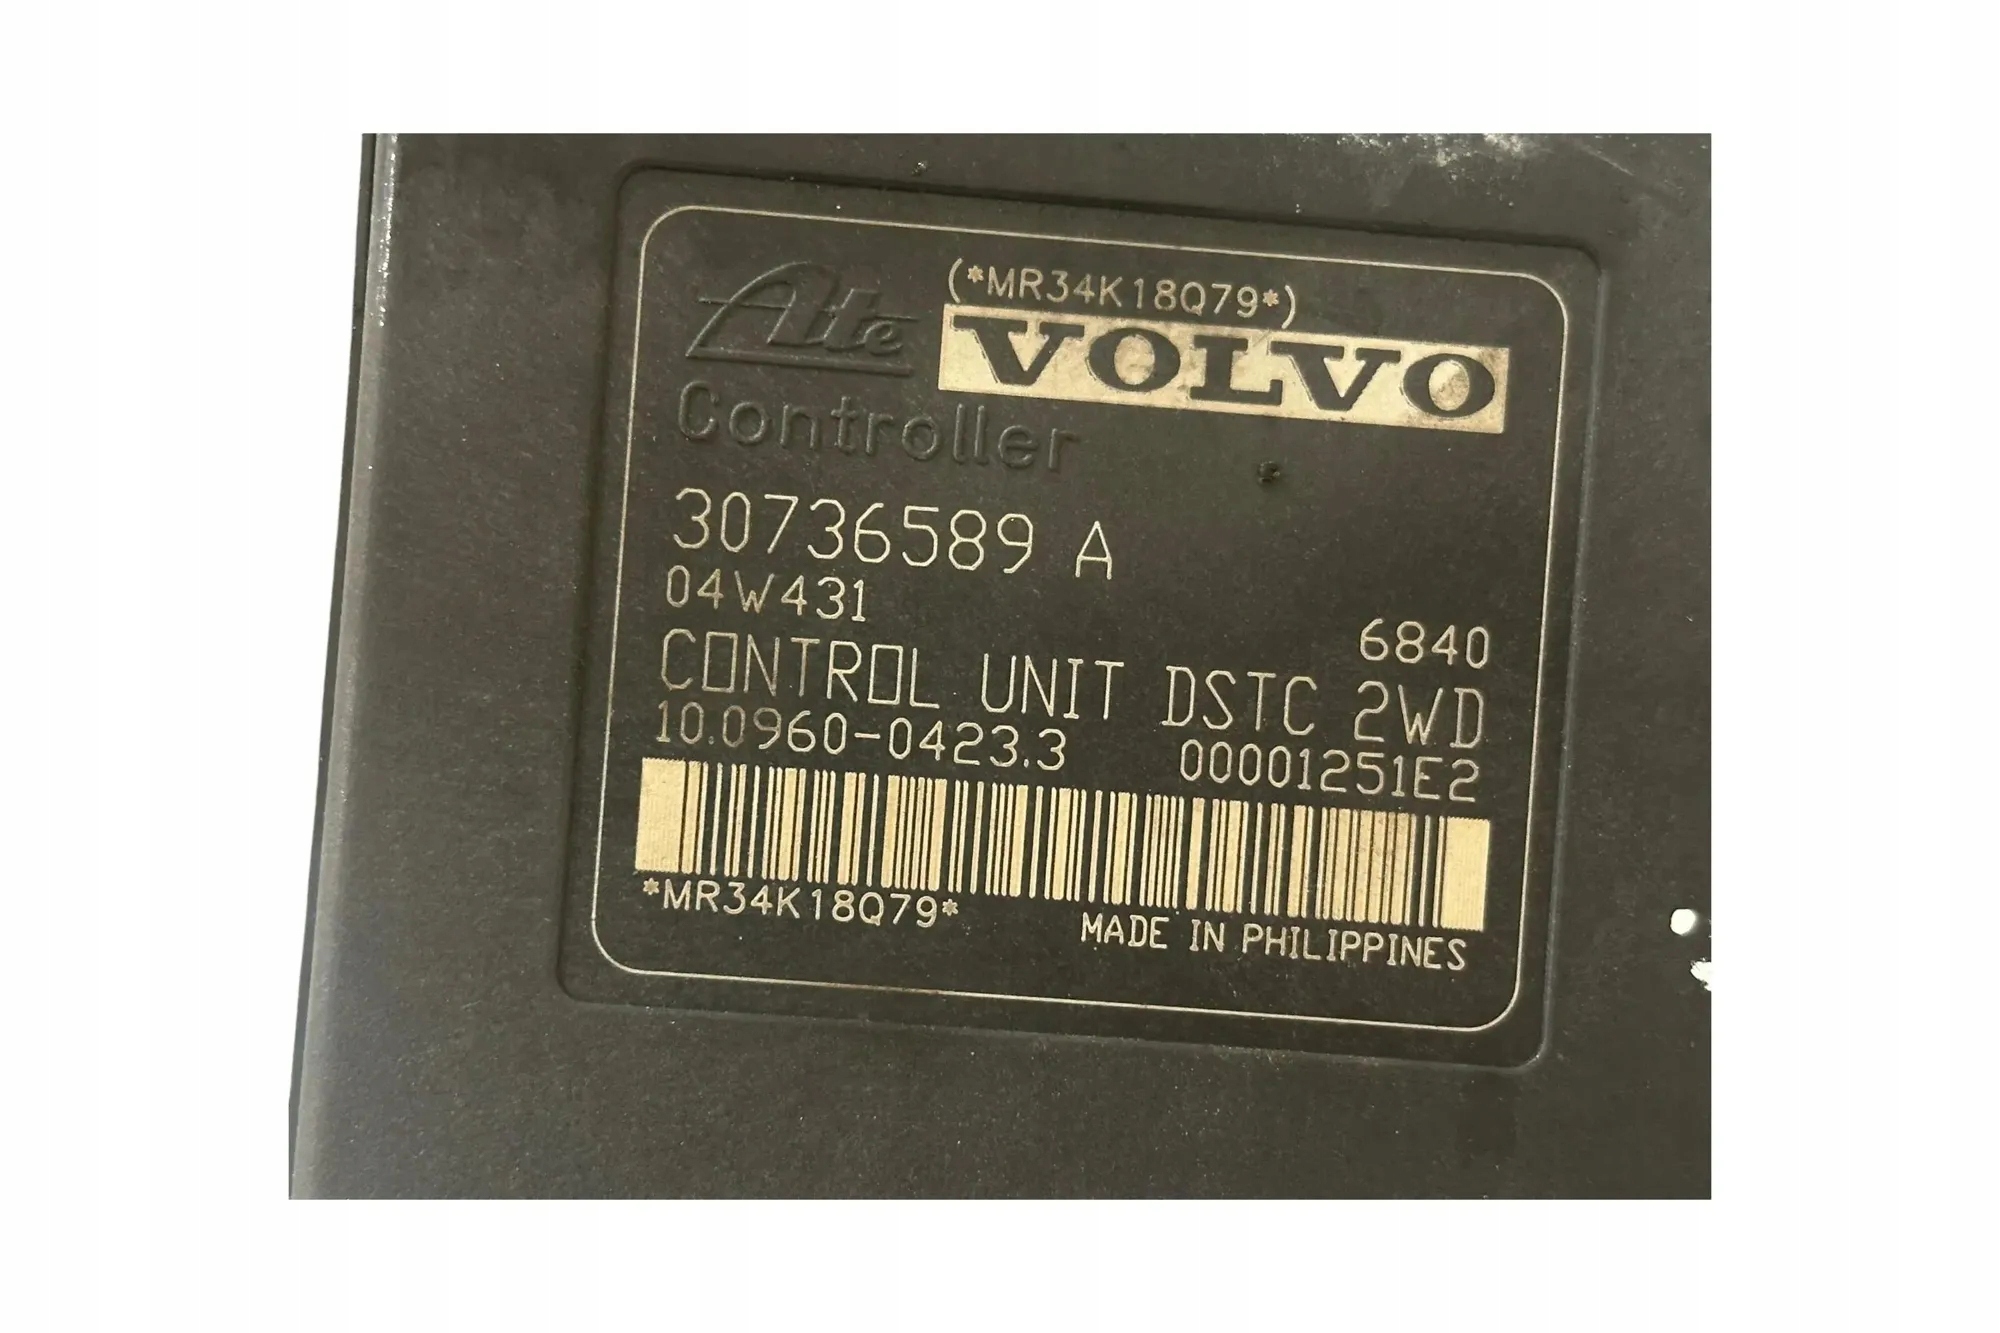 (*MR34K18Q79*)
Ate VOLVO
Controller
30736589 A
04W431
6840
CONTROL UNIT DSTC 2WD
10.0960-0423.3 00001251E2
*MR34K18Q79*
MADE IN PHILIPPINES